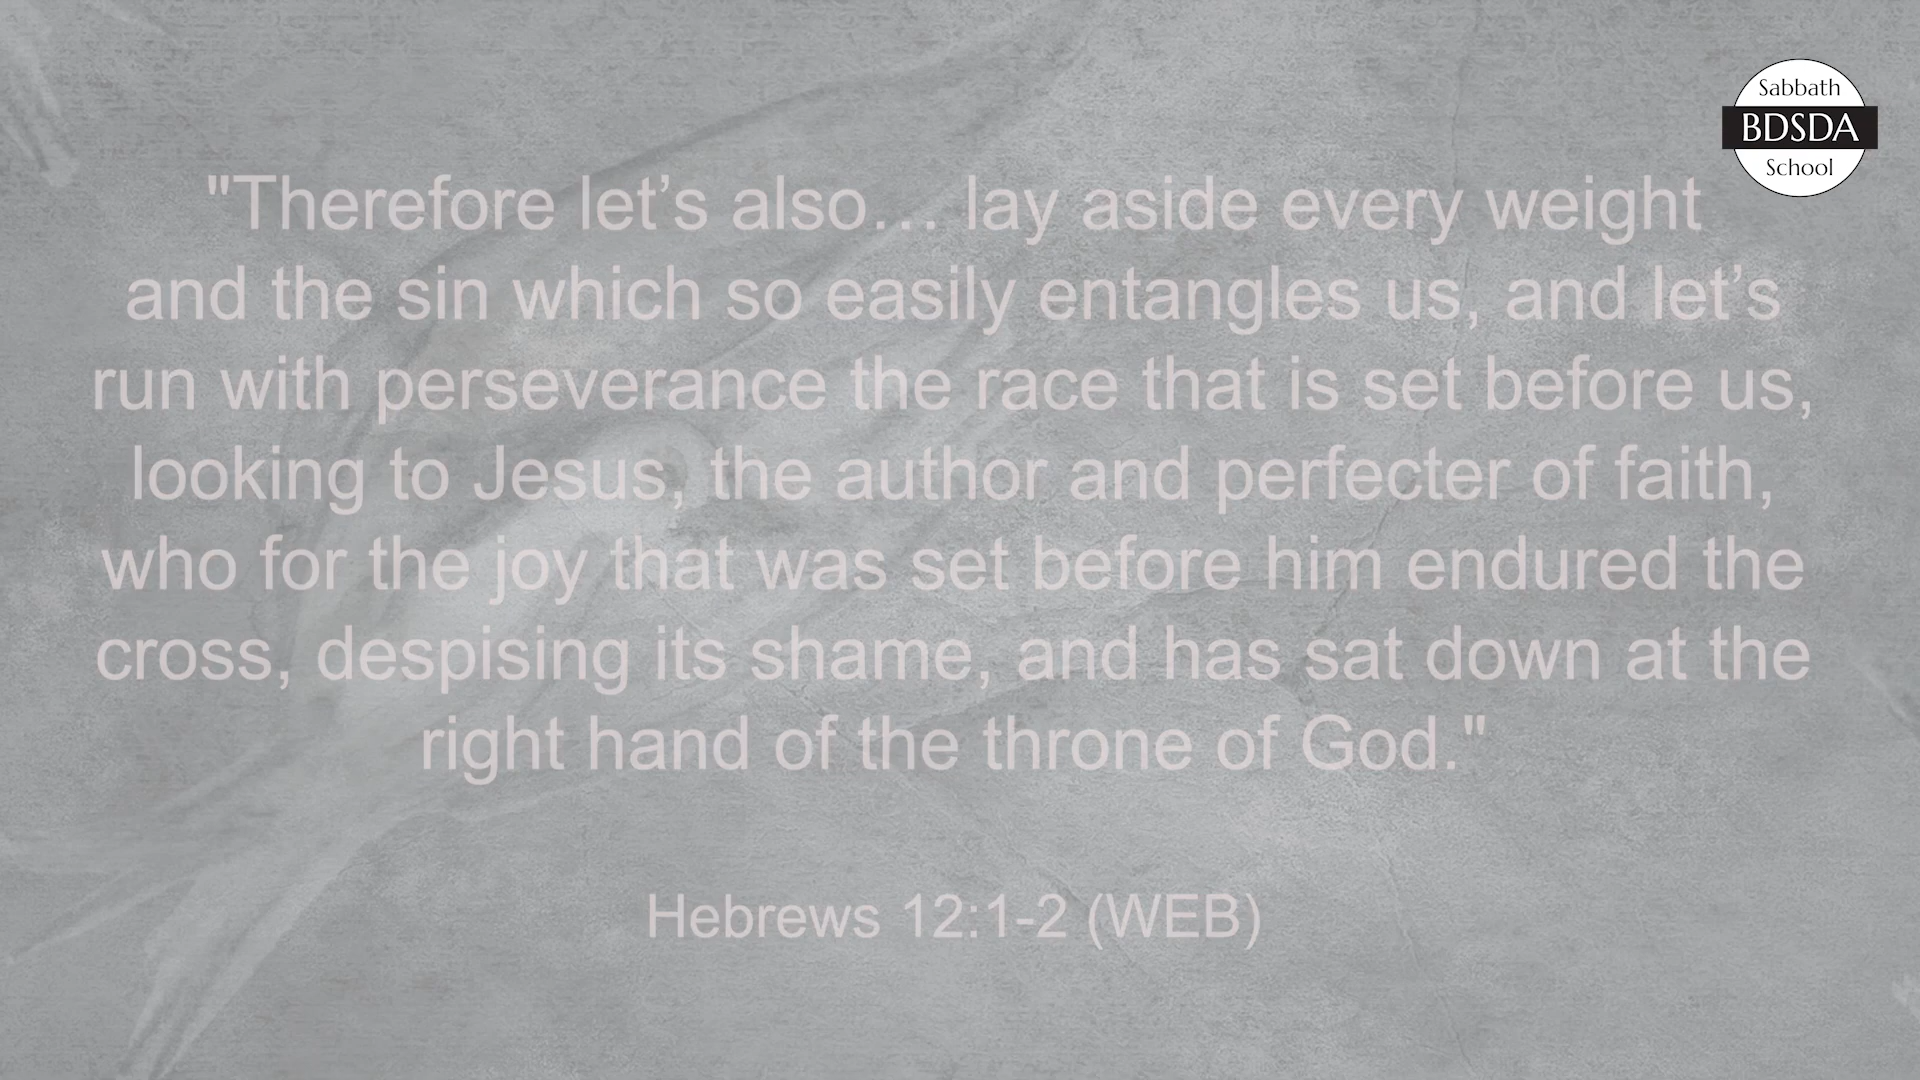 Sabbath
BDSDA
School
"Therefore let’s also… lay aside every weight
and the sin which so easily entangles us, and let’s
run with perseverance the race that is set before us,
looking to Jesus, the author and perfecter of faith,
who for the joy that was set before him endured the
cross, despising its shame, and has sat down at the
right hand of the throne of God."
Hebrews 12:1-2 (WEB)